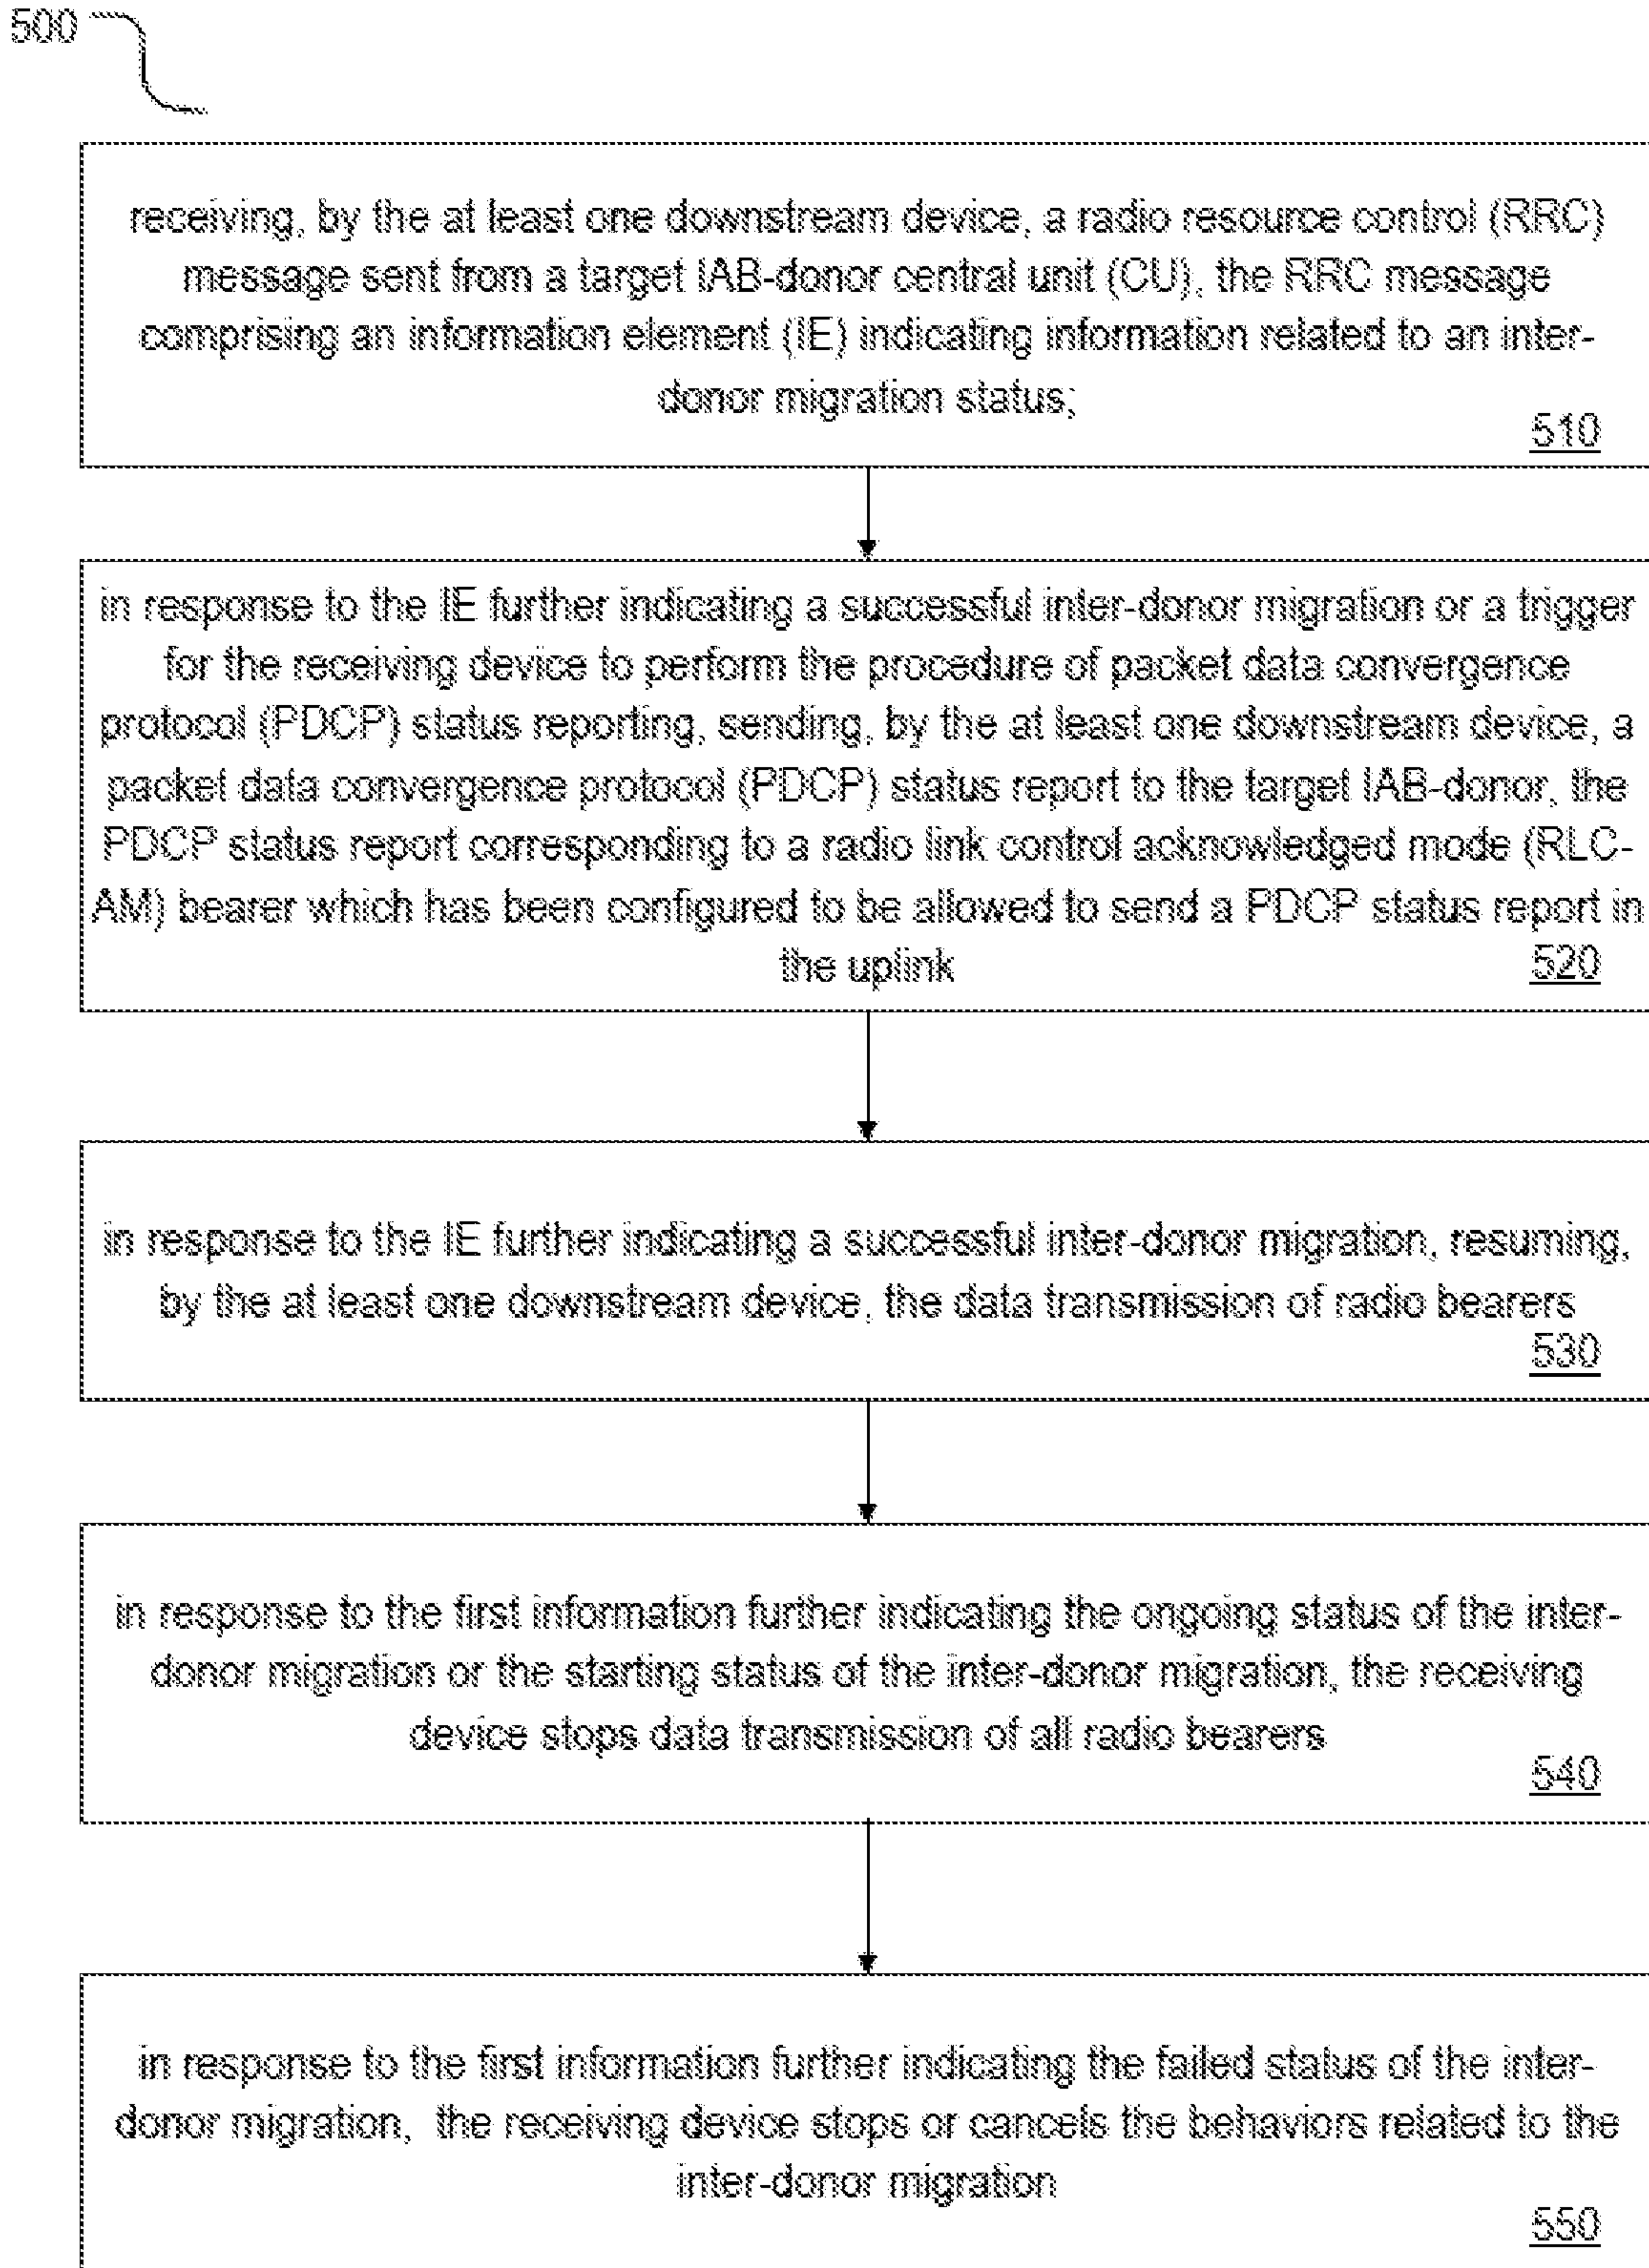 500
receiving, by the at least one downstream device, a radio resource control (RRC)
message sent from a target IAB-donor central unit (CU), the RRC message
comprising an information element (IE) indicating information related to an inter-
donor migration status;
510
in response to the IE further indicating a successful inter-donor migration or a trigger
for the receiving device to perform the procedure of packet data convergence
protocol (PDCP) status reporting, sending, by the at least one downstream device, a
packet data convergence protocol (PDCP) status report to the target IAB-donor, the
PDCP status report corresponding to a radio link control acknowledged mode (RLC-
AM) bearer which has been configured to be allowed to send a PDCP status report in
the uplink
520
in response to the IE further indicating a successful inter-donor migration, resuming,
by the at least one downstream device, the data transmission of radio bearers
530
in response to the first information further indicating the ongoing status of the inter-
donor migration or the starting status of the inter-donor migration, the receiving
device stops data transmission of all radio bearers
540
in response to the first information further indicating the failed status of the inter-
donor migration, the receiving device stops or cancels the behaviors related to the
inter-donor migration
550